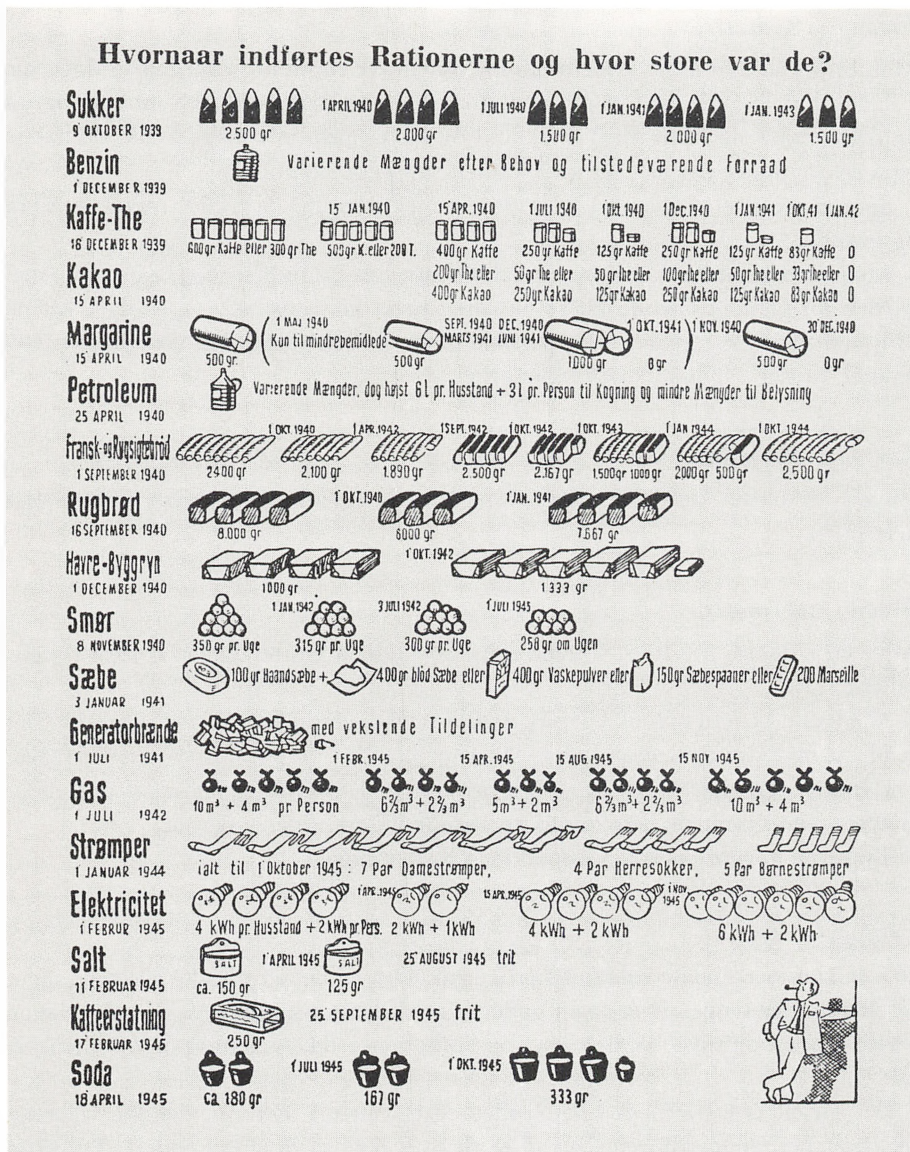 Hvornaar indførtes Rationerne og hvor store var de?
Sukker 1 APRIL 1940 1 JULI 1940 1 JAN. 1941 1 JAN. 1943
9 OKTOBER 1939 2500 gr 2.000 gr 1.500 gr 2.000 gr 1.500 gr
Benzin Varierende Mængder efter Behov og tilstedeværende Forraad
1 DECEMBER 1939
Kaffe-The 15 JAN. 1940 15 APR. 1940 1 JULI 1940 1 OKT. 1940 1 DEC. 1940 1 JAN 1941 1 OKT. 41 1 JAN. 42
16 DECEMBER 1939 600 gr Kaffe eller 300 gr The 500 gr K. eller 200 T. 400 gr Kaffe 250 gr Kaffe 125 gr Kaffe 250 gr Kaffe 125 gr Kaffe 83 gr Kaffe 0
Kakao 200 gr The eller 50 gr The eller 50 gr The eller 100 gr The eller 50 gr The eller 33 gr The eller 0
15 APRIL 1940 400 gr Kakao 250 gr Kakao 125 gr Kakao 250 gr Kakao 125 gr Kakao 83 gr Kakao 0
Margarine (1 MAJ 1940 SEPT. 1940 DEC. 1940 1 OKT. 1941) 1 NOV. 1940 30 DEC. 1940
Kun til mindrebemidlede MARTS 1941 JUNI 1941
15 APRIL 1940 500 gr. 500 gr 1.000 gr 0 gr 500 gr 0 gr.
Petroleum Varierende Mængder, dog højst 6 l pr. Husstand + 3 l pr. Person til Kogning og mindre Mængder til Belysning
25 APRIL 1940
Fransk- og Rugsigtebrød 1 OKT. 1940 1 APR. 1942 1 SEPT. 1942 1 OKT. 1942 1 OKT. 1943 1 JAN 1944 1 OKT 1944
1 SEPTEMBER 1940 2400 gr 2.100 gr 1.890 gr 2.500 gr 2.167 gr 1.500 gr 1000 gr 2000 gr 500 gr 2.500 gr
Rugbrød 1 OKT. 1940 1 JAN. 1941
16 SEPTEMBER 1940 8.000 gr 6000 gr 7.667 gr
Havre-Byggryn 1 OKT. 1942
1 DECEMBER 1940 1000 gr 1.333 gr
Smør 1 JAN. 1942 3 JULI 1942 1 JULI 1945
8 NOVEMBER 1940 350 gr pr. Uge 315 gr pr. Uge 300 gr pr. Uge 250 gr om Ugen
Sæbe 100 gr Haandsæbe + 400 gr blød Sæbe eller 400 gr Vaskepulver eller 150 gr Sæbespaaner eller 200 Marseille
3 JANUAR 1941
Generatorbrænde med vekslende Tildelinger
1 JULI 1941
Gas 1 FEBR. 1945 15 APR. 1945 15 AUG. 1945 15 NOV 1945
1 JULI 1942 10 m³ + 4 m³ pr Person 6⅔ m³ + 2⅔ m³ 5 m³ + 2 m³ 6⅔ m³ + 2⅔ m³ 10 m³ + 4 m³
Strømper
1 JANUAR 1944 ialt til 1 Oktober 1945 : 7 Par Damestrømper, 4 Par Herresokker, 5 Par Børnestrømper
Elektricitet 1 APR. 1945 15 APR. 1945 1 NOV 1945
1 FEBRUR 1945 4 kWh pr. Husstand + 2 kWh pr Pers. 2 kWh + 1 kWh 4 kWh + 2 kWh 6 kWh + 2 kWh
Salt SALT 1 APRIL 1945 SALT 25 AUGUST 1945 frit
11 FEBRUAR 1945 ca. 150 gr 125 gr
Kaffeerstatning 25 SEPTEMBER 1945 frit
17 FEBRUAR 1945 250 gr
Soda 1 JULI 1945 1 OKT. 1945
18 APRIL 1945 ca 180 gr 167 gr 333 gr